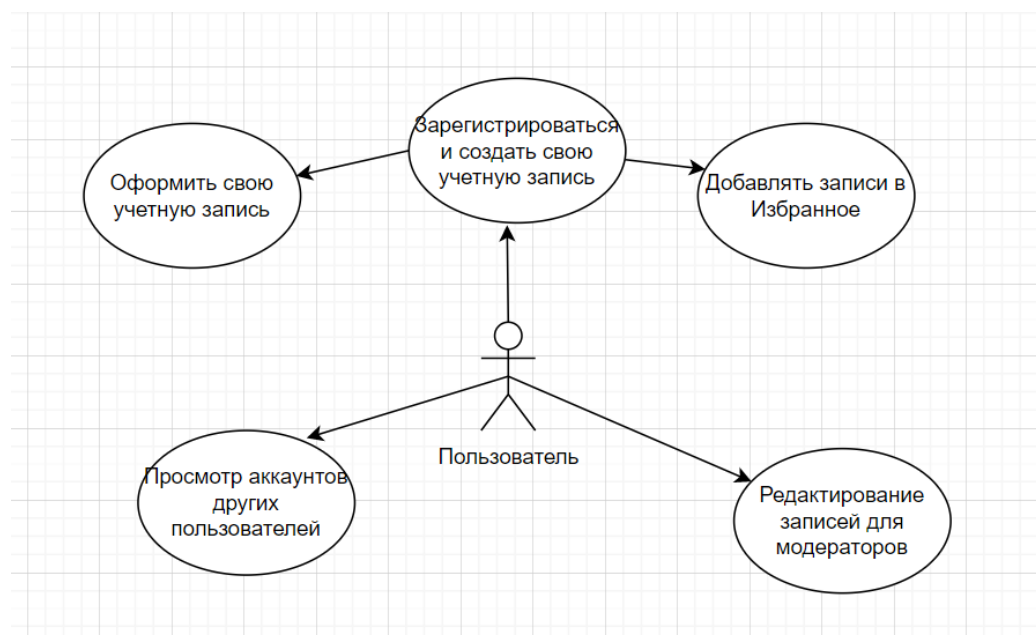 Зарегистрироваться
и создать свою
учетную запись
Оформить свою
учетную запись
Добавлять записи в
Избранное
Пользователь
Просмотр аккаунтов
других
пользователей
Редактирование
записей для
модераторов